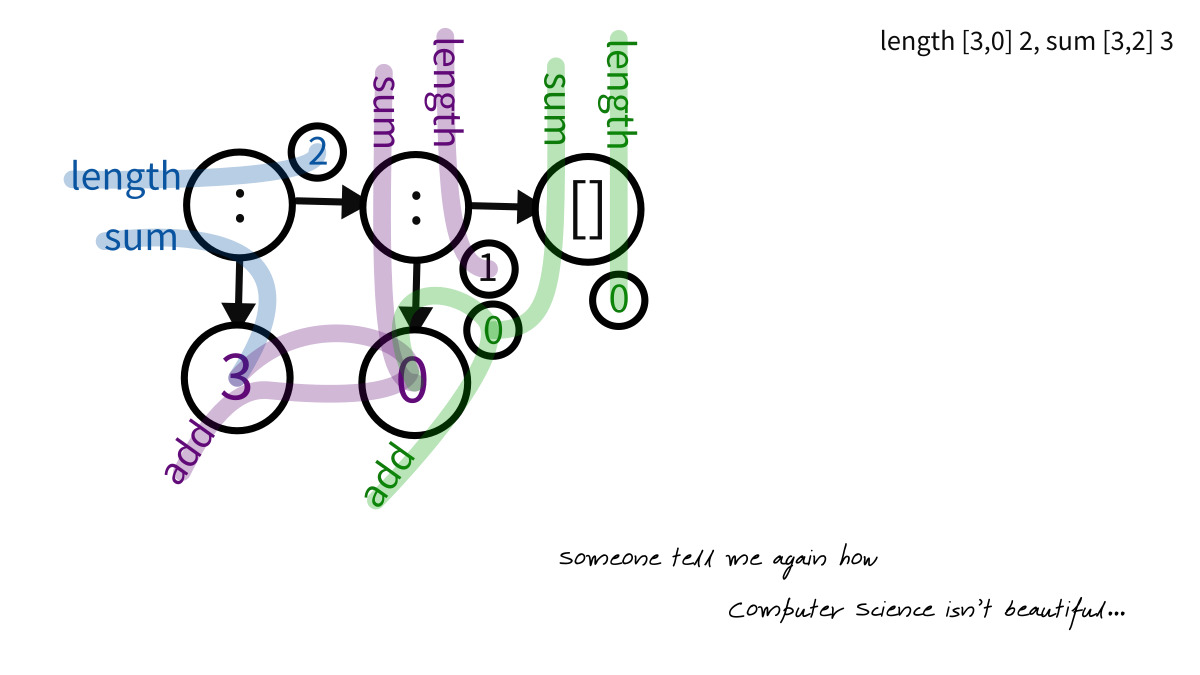 length [3,0] 2, sum [3,2] 3
sum
length
sum
length
2
length
:
:
[]
sum
1
0
0
3
0
add
add
someone tell me again how
Computer Science isn't beautiful...